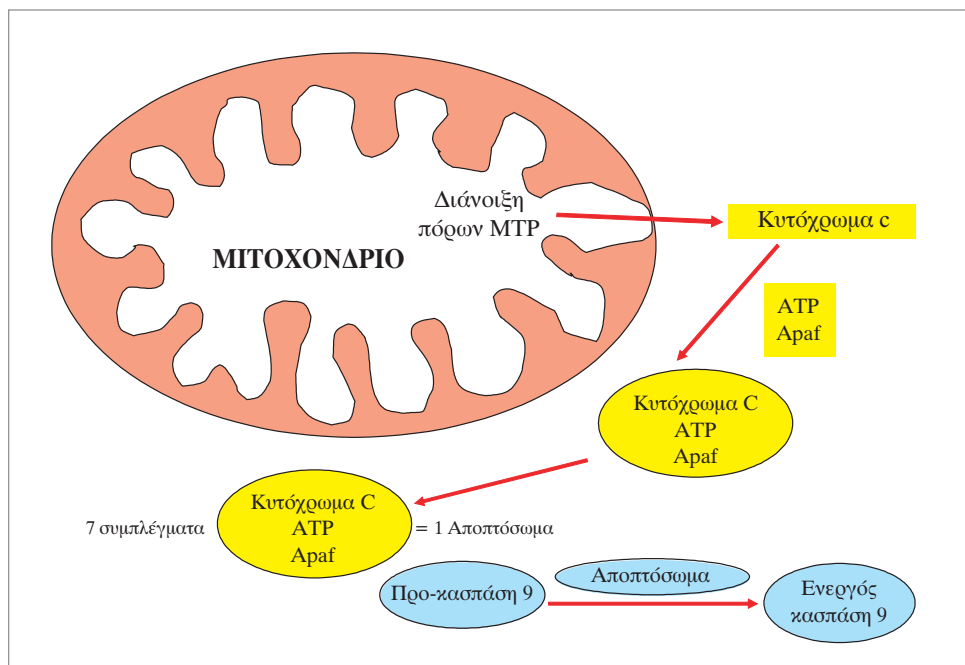 Διάνοιξη
πόρων MTP
ΜΙΤΟΧΟΝΔΡΙΟ
Κυτόχρωμα c
ATP
Apaf
Κυτόχρωμα C
ATP
Apaf
7 συμπλέγματα
Κυτόχρωμα C
ATP
Apaf
= 1 Αποπτόσωμα
Προ-κασπάση 9
Αποπτόσωμα
Ενεργός
κασπάση 9